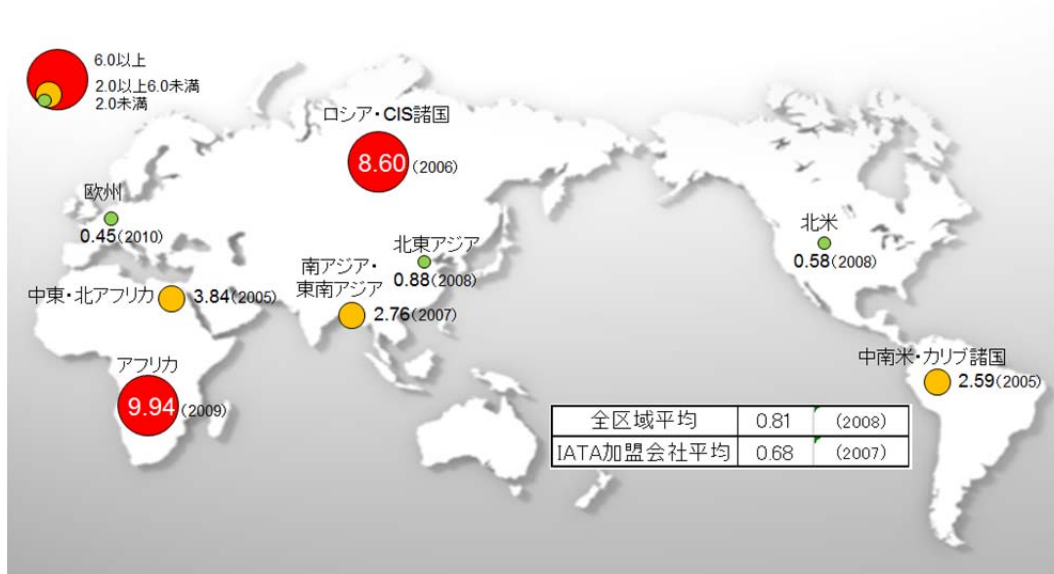 6.0以上
2.0以上6.0未満
2.0未満
ロシア・CIS諸国
8.60(2006)
欧州
0.45(2010)
北東アジア
0.88(2008)
南アジア・
東南アジア
2.76(2007)
中東・北アフリカ
3.84(2005)
アフリカ
9.94(2009)
北米
0.58(2008)
中南米・カリブ諸国
2.59(2005)
全区域平均 0.81 (2008)
IATA加盟会社平均 0.68 (2007)